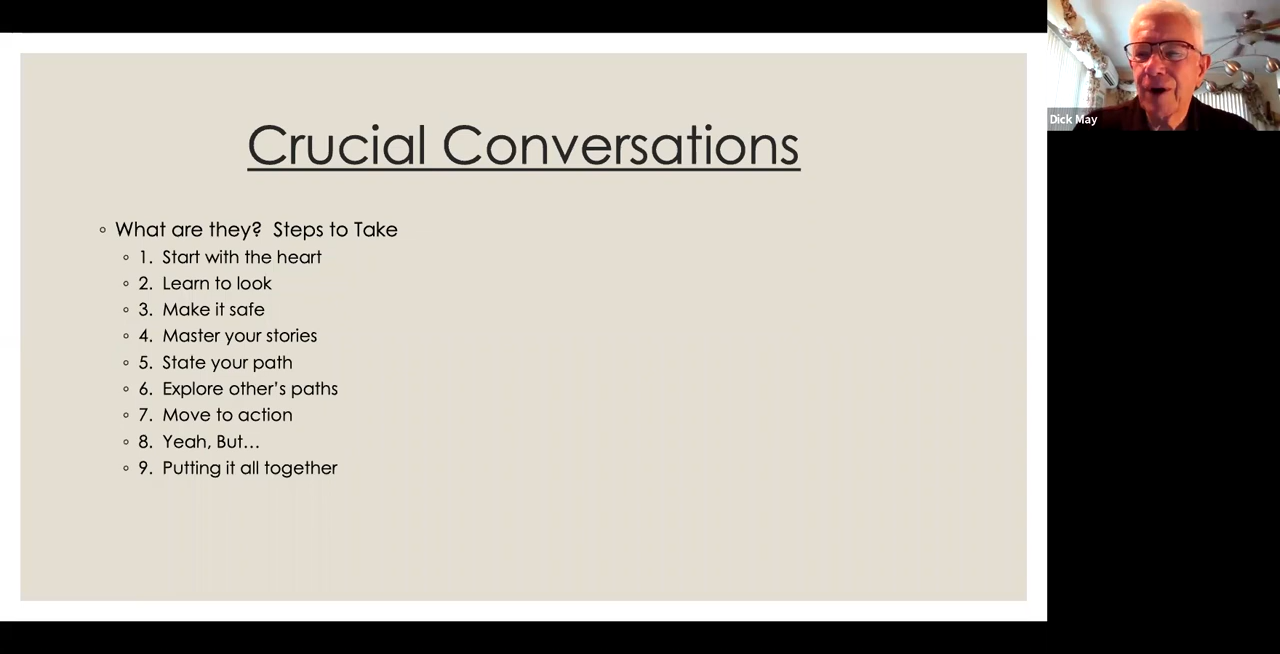 Crucial Conversations
◦ What are they?  Steps to Take
◦ 1.  Start with the heart
◦ 2.  Learn to look
◦ 3.  Make it safe
◦ 4.  Master your stories
◦ 5.  State your path
◦ 6.  Explore other’s paths
◦ 7.  Move to action
◦ 8.  Yeah, But…
◦ 9.  Putting it all together
Dick May